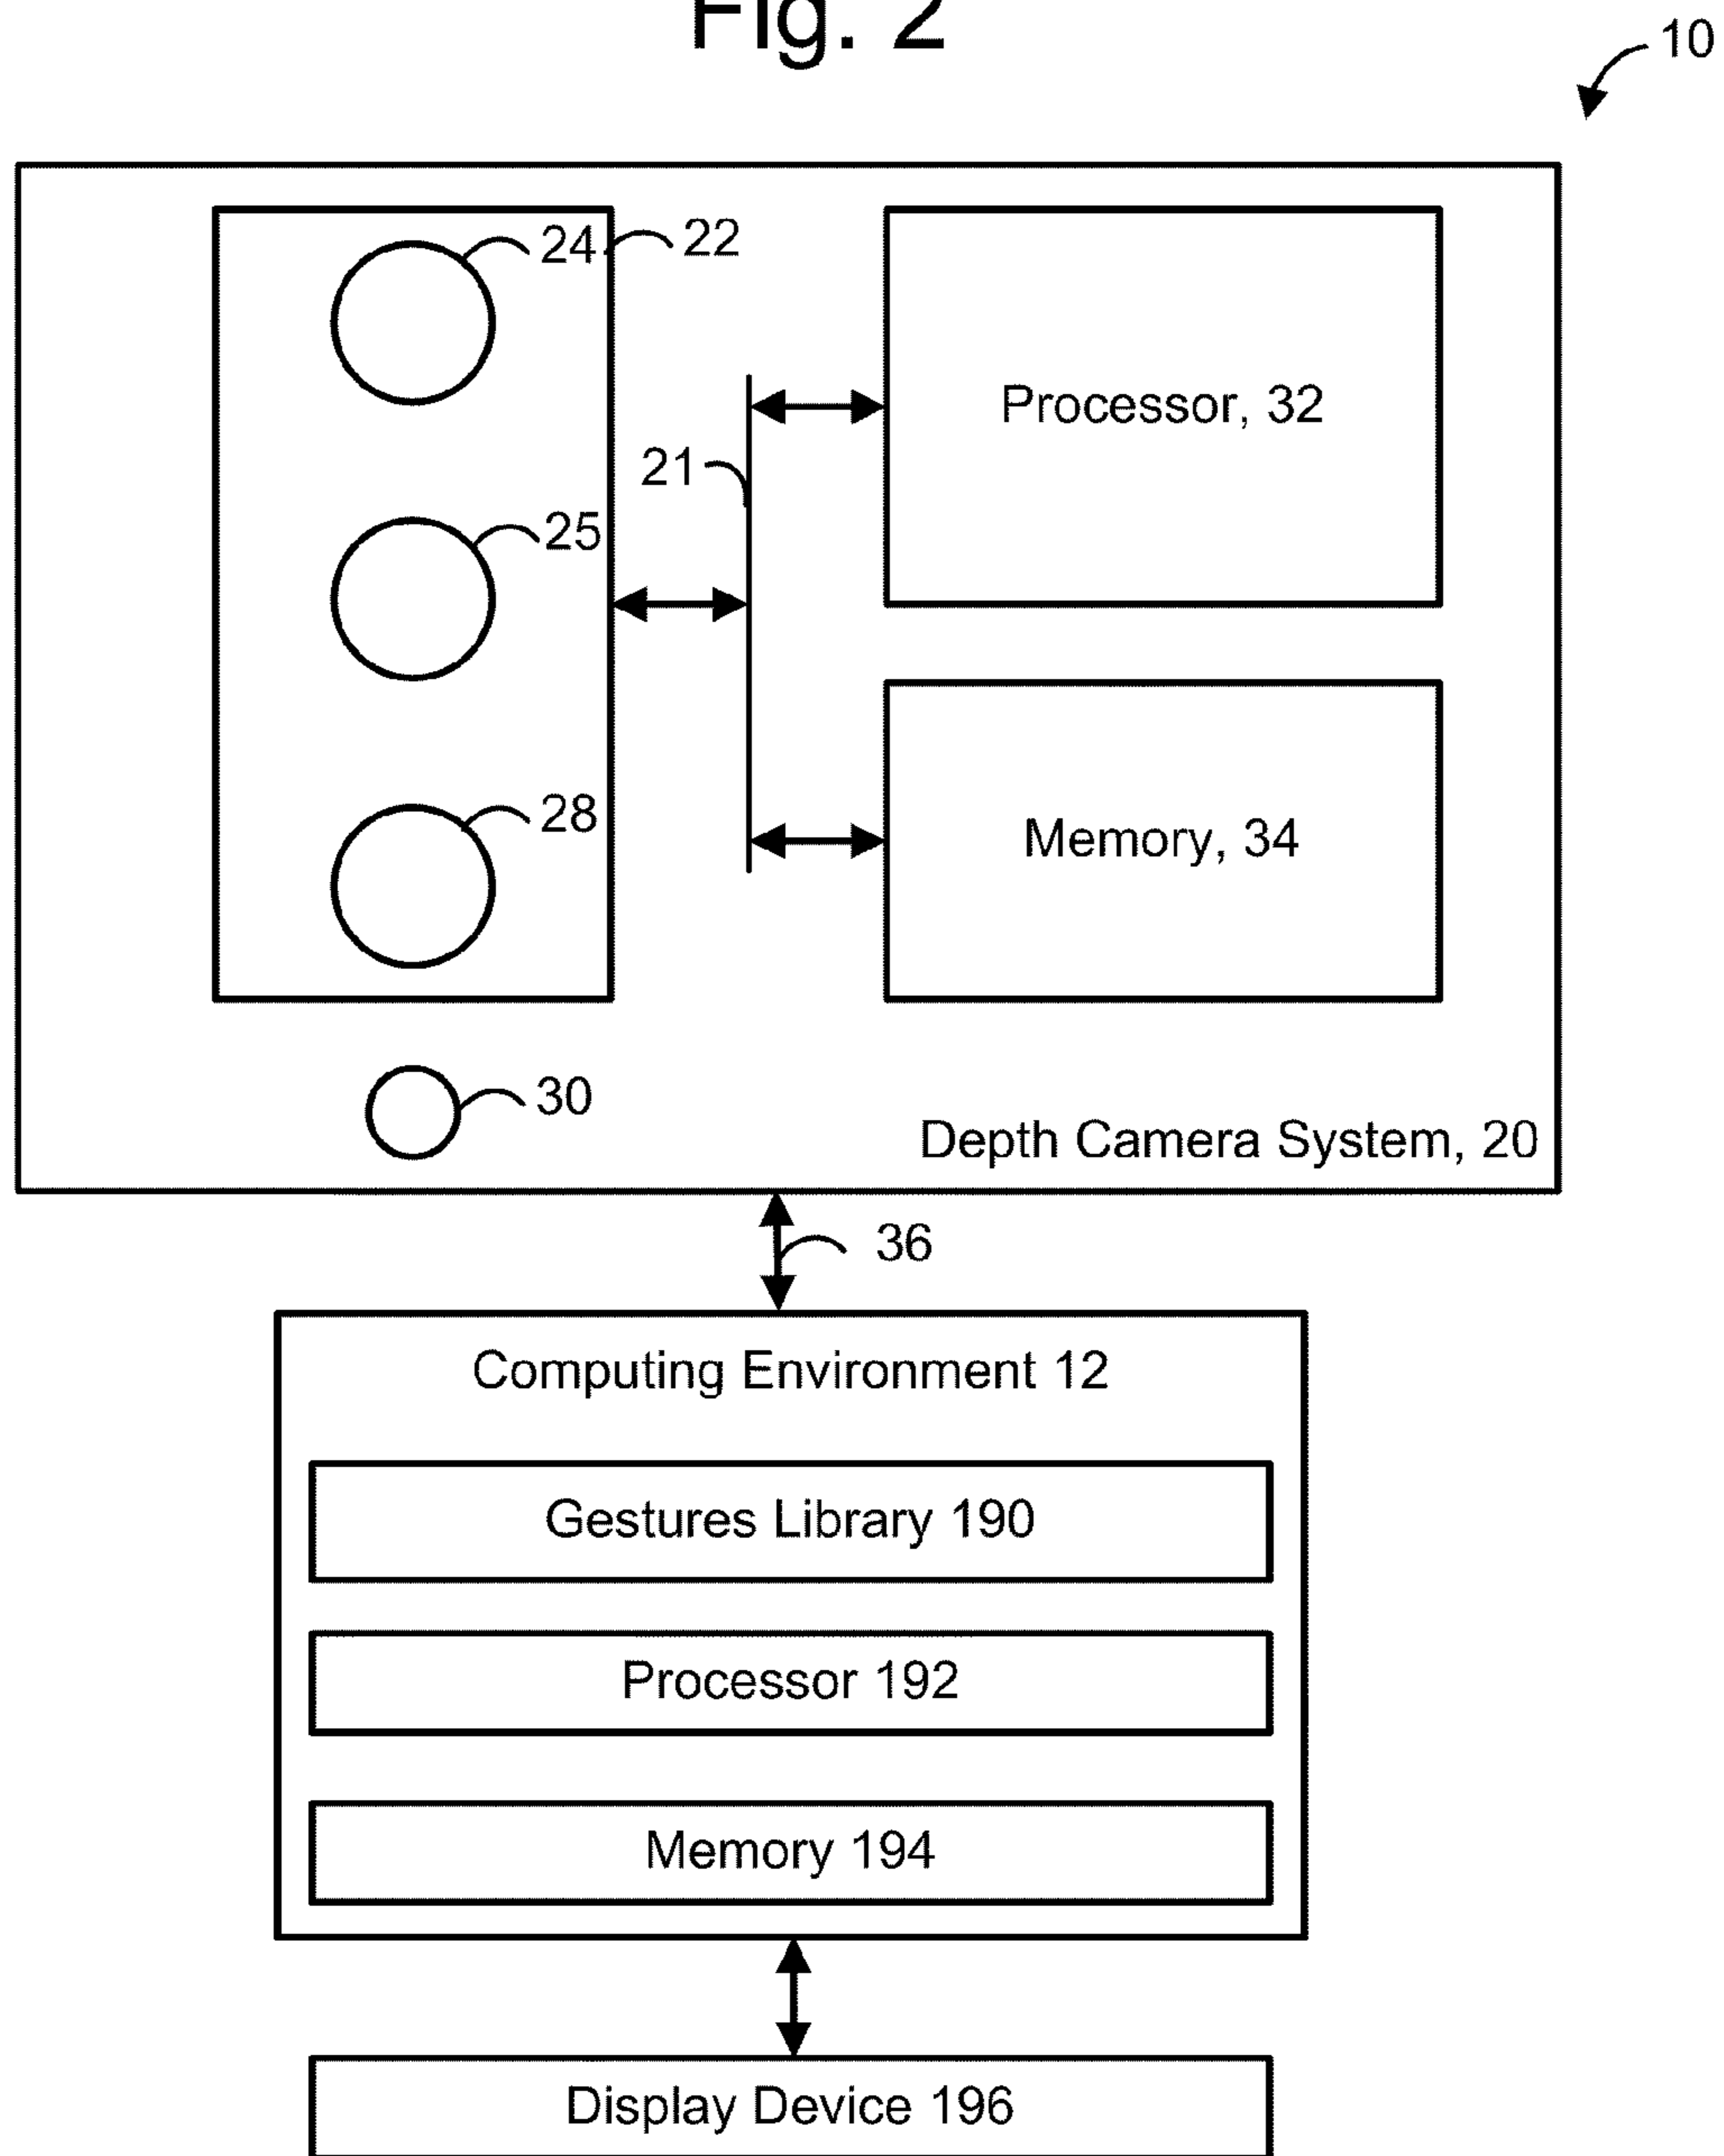 Fig. 2
10
24
22
Processor, 32
21
25
28
Memory, 34
30
Depth Camera System, 20
36
Computing Environment 12
Gestures Library 190
Processor 192
Memory 194
Display Device 196